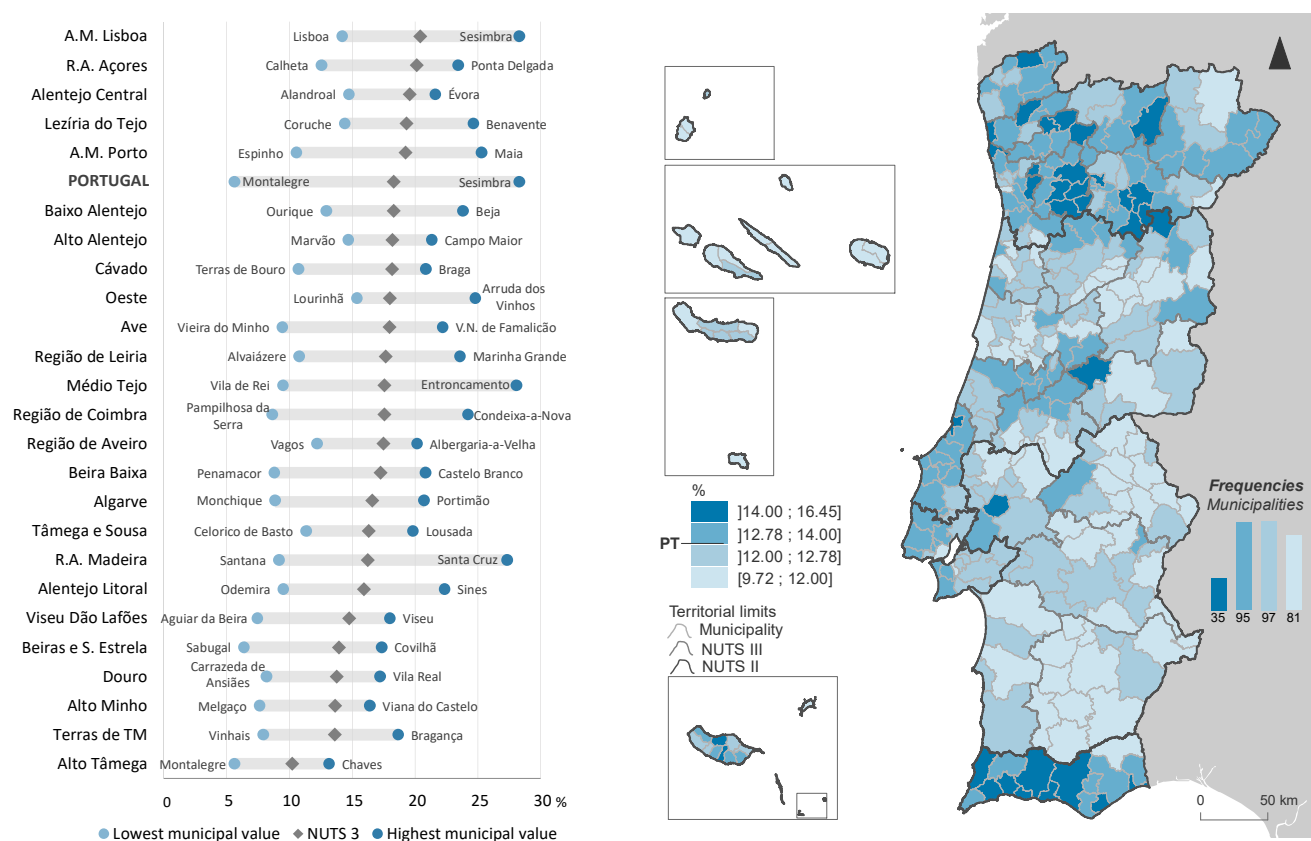 A.M. Lisboa
Lisboa
Sesimbra
R.A. Açores
Calheta
Ponta Delgada
Alentejo Central
Alandroal
Évora
Lezíria do Tejo
Coruche
Benavente
A.M. Porto
Espinho
Maia
PORTUGAL
Montalegre
Sesimbra
Baixo Alentejo
Ourique
Beja
Alto Alentejo
Marvão
Campo Maior
Cávado
Terras de Bouro
Braga
Oeste
Lourinhã
Arruda dos
Vinhos
Ave
Vieira do Minho
V.N. de Famalicão
Região de Leiria
Alvaiázere
Marinha Grande
Médio Tejo
Vila de Rei
Entroncamento
Região de Coimbra
Pampilhosa da
Serra
Condeixa-a-Nova
Região de Aveiro
Vagos
Albergaria-a-Velha
Beira Baixa
Penamacor
Castelo Branco
Algarve
Monchique
Portimão
Tâmega e Sousa
Celorico de Basto
Lousada
R.A. Madeira
Santana
Santa Cruz
Alentejo Litoral
Odemira
Sines
Viseu Dão Lafões
Aguiar da Beira
Viseu
Beiras e S. Estrela
Sabugal
Covilhã
Douro
Carrazeda de
Ansiães
Vila Real
Alto Minho
Melgaço
Viana do Castelo
Terras de TM
Vinhais
Bragança
Alto Tâmega
Montalegre
Chaves
0 5 10 15 20 25 30 %
Lowest municipal value NUTS 3 Highest municipal value
%
]14.00 ; 16.45]
]12.78 ; 14.00]
PT
]12.00 ; 12.78]
[9.72 ; 12.00]
Territorial limits
Municipality
NUTS III
NUTS II
Frequencies
Municipalities
35 95 97 81
0 50 km